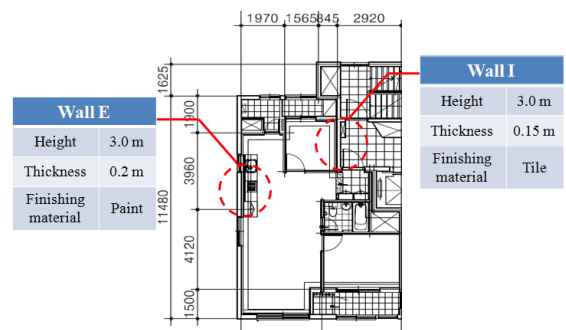 1970 1565 845 2920
Wall I
Height 3.0 m
Thickness 0.15 m
Finishing material Tile
Wall E
Height 3.0 m
Thickness 0.2 m
Finishing material Paint
1625
1900
3960
11480
4120
1500